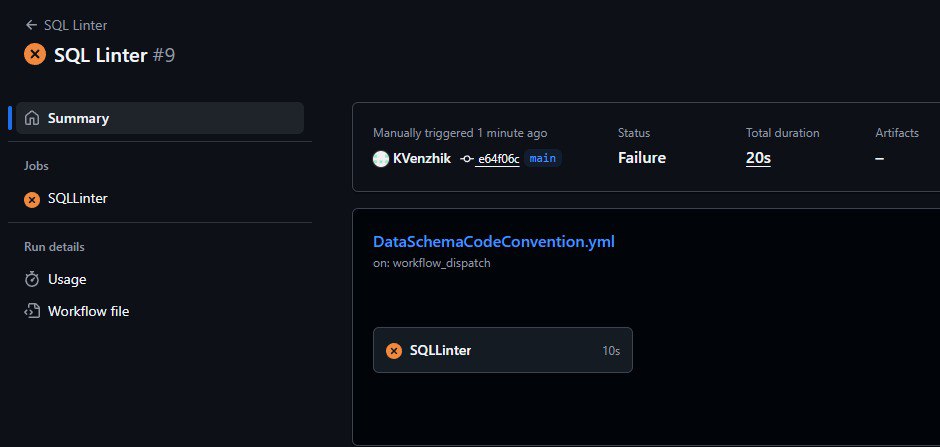 SQL Linter
SQL Linter #9
Summary
Jobs
SQLLinter
Run details
Usage
Workflow file
Manually triggered 1 minute ago
KVenzhik e64f06c main
Status
Failure
Total duration
20s
Artifacts
–
DataSchemaCodeConvention.yml
on: workflow_dispatch
SQLLinter 10s